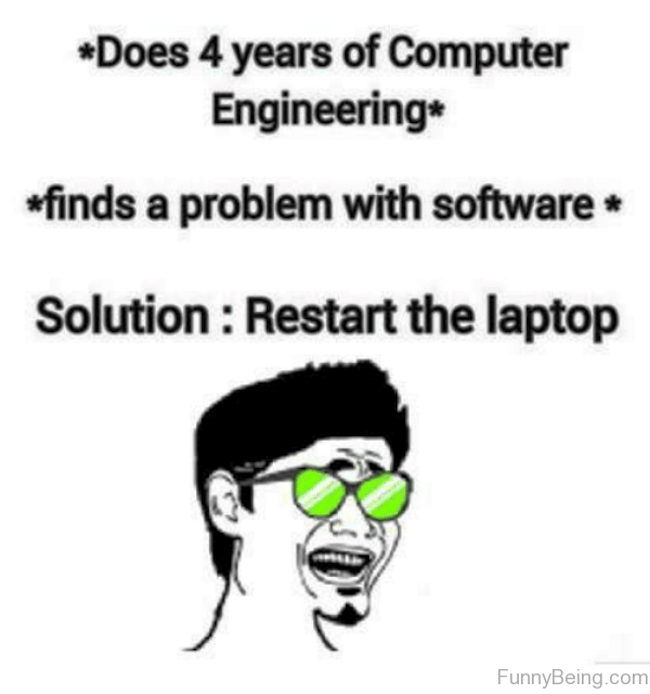 *Does 4 years of Computer
Engineering*
*finds a problem with software *
Solution : Restart the laptop
FunnyBeing.com